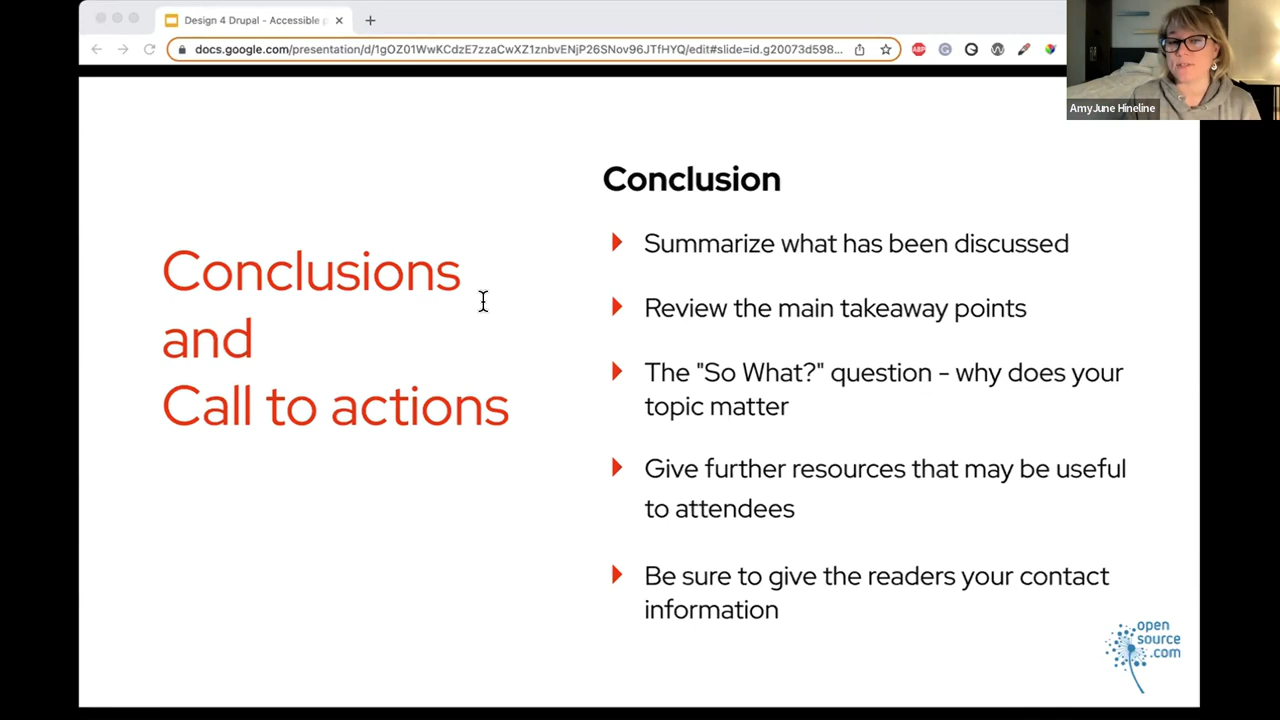 Design 4 Drupal - Accessible p
docs.google.com/presentation/d/1gOZ01WwKCdzE7zzaCwXZ1znbvENjP26SNov96JTfHYQ/edit#slide=id.g20073d598...
ABP
AmyJune Hineline
Conclusions
and
Call to actions
Conclusion
Summarize what has been discussed
Review the main takeaway points
The "So What?" question - why does your
topic matter
Give further resources that may be useful
to attendees
Be sure to give the readers your contact
information
open
source
.com